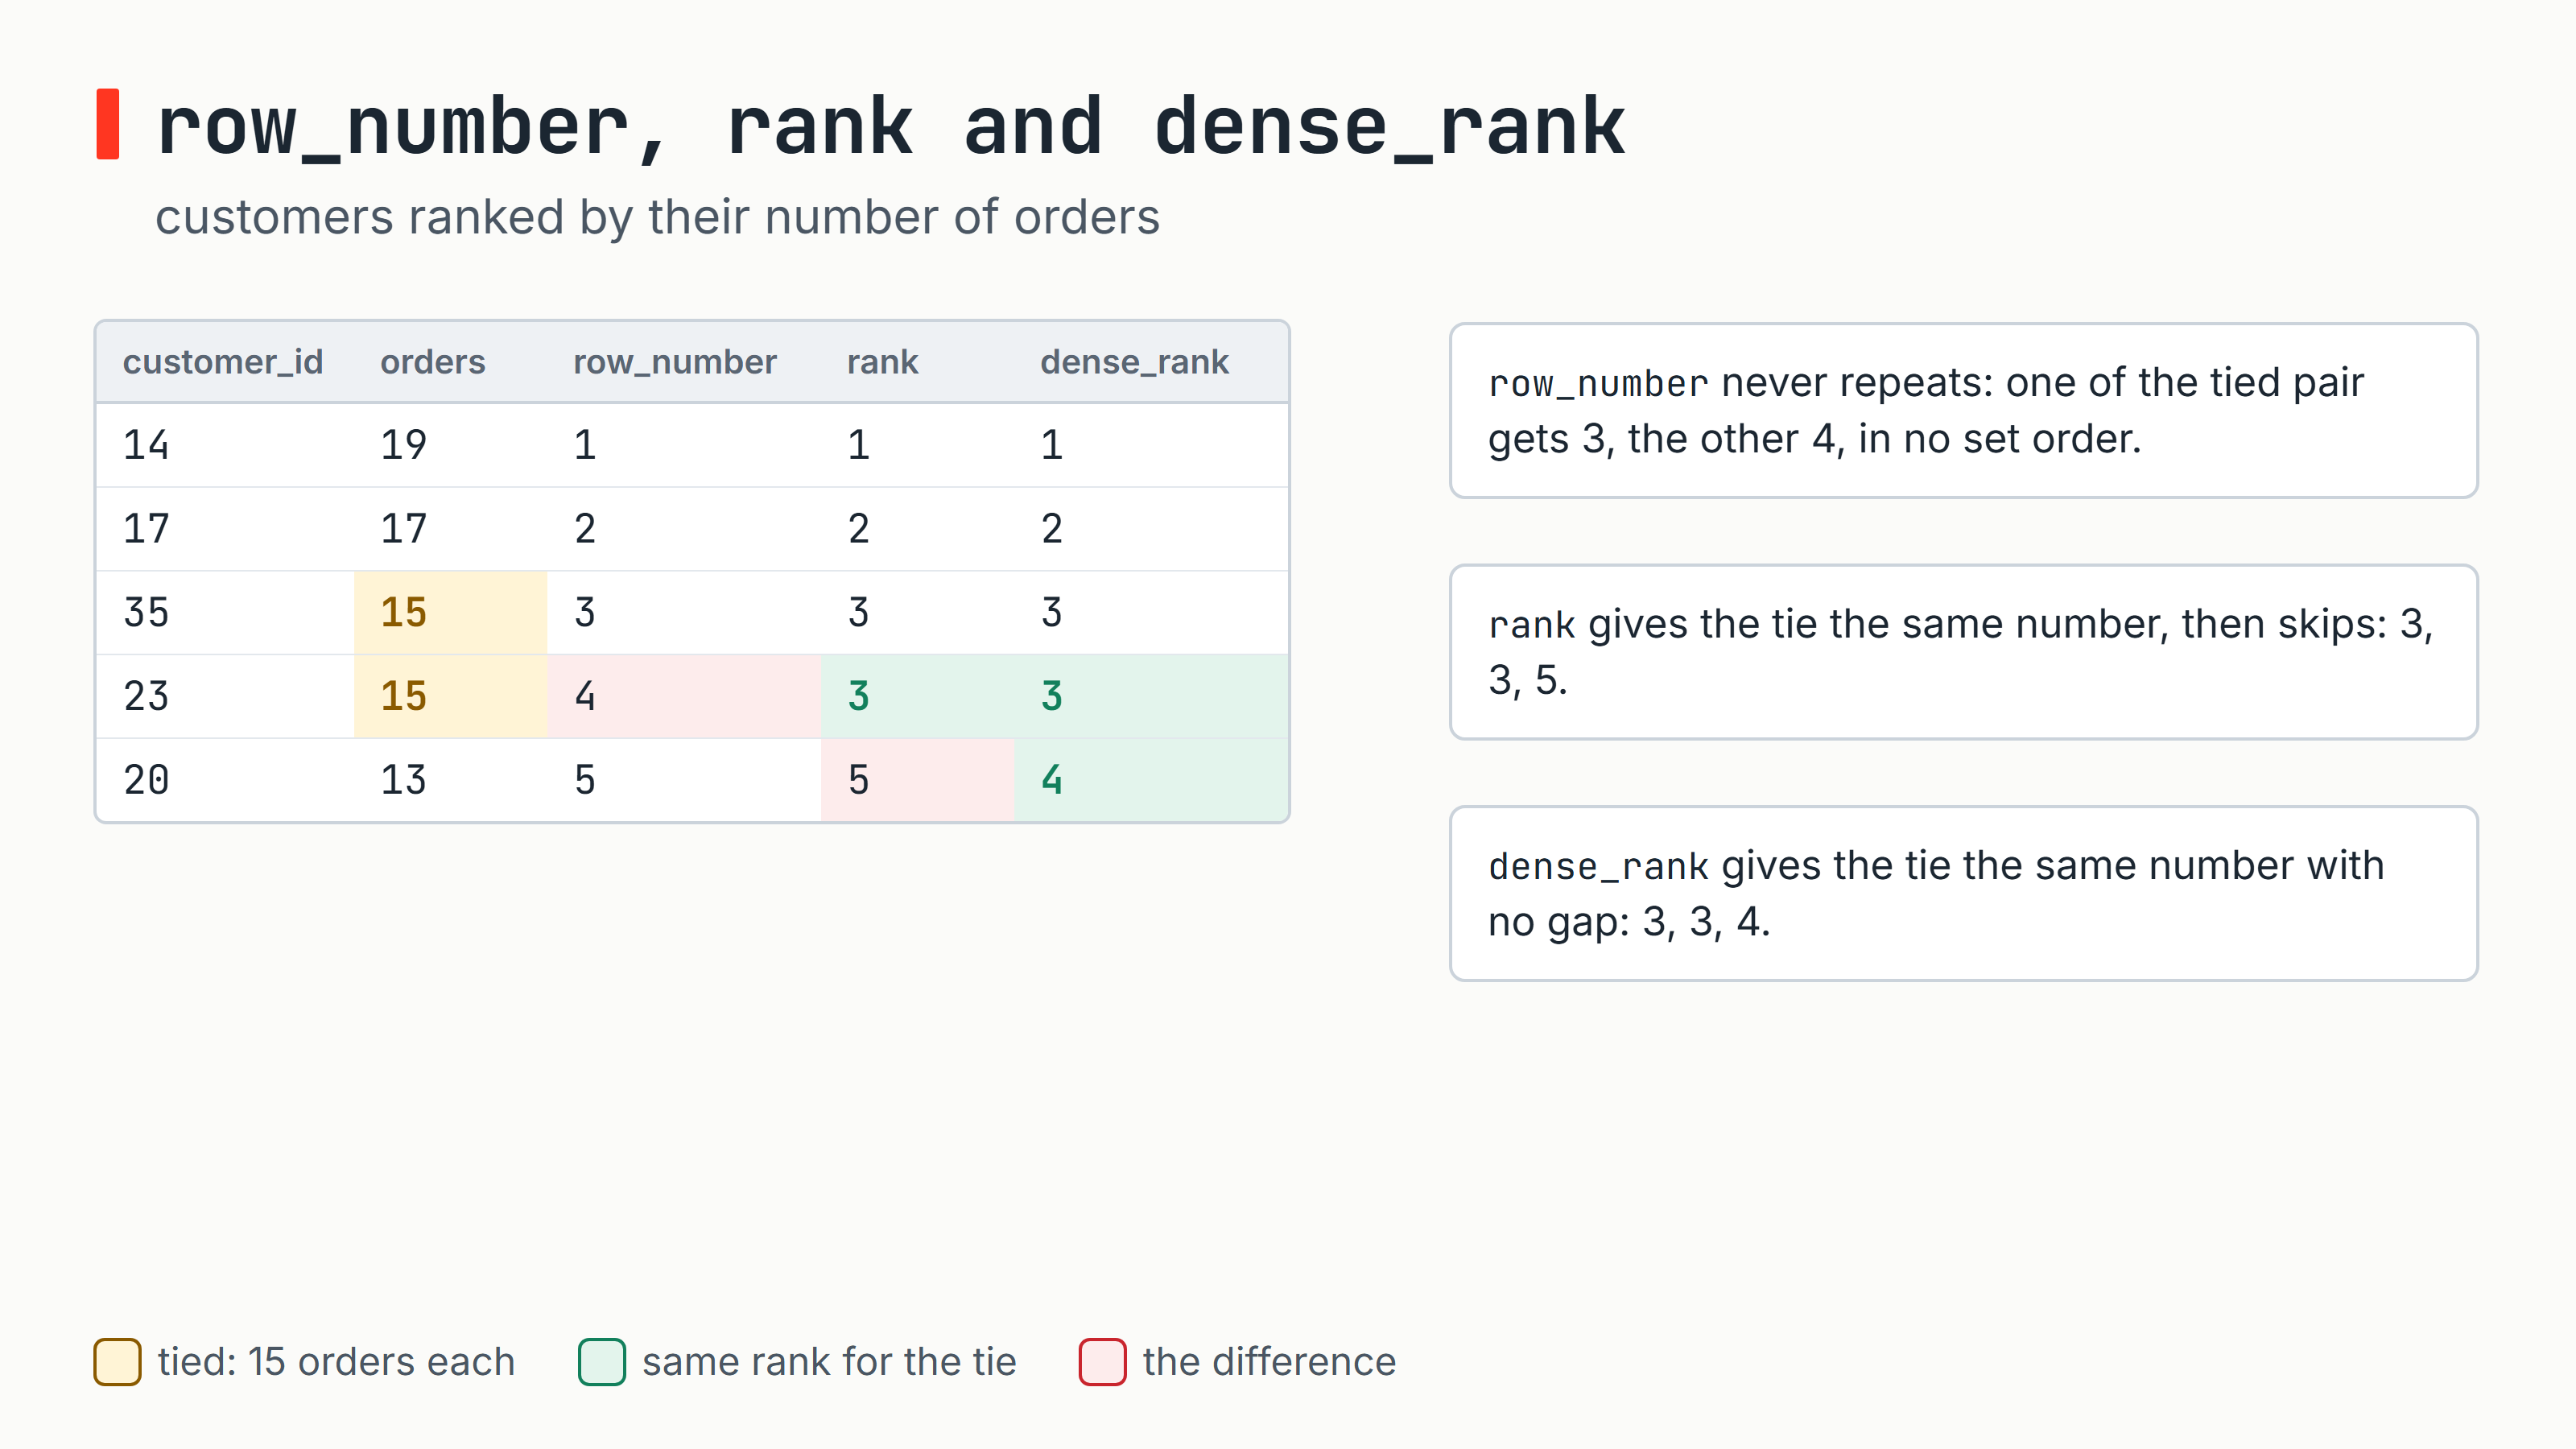 row_number, rank and dense_rank
customers ranked by their number of orders
customer_id orders row_number rank dense_rank
14 19 1 1 1
17 17 2 2 2
35 15 3 3 3
23 15 4 3 3
20 13 5 5 4
row_number never repeats: one of the tied pair
gets 3, the other 4, in no set order.
rank gives the tie the same number, then skips: 3,
3, 5.
dense_rank gives the tie the same number with
no gap: 3, 3, 4.
tied: 15 orders each same rank for the tie the difference